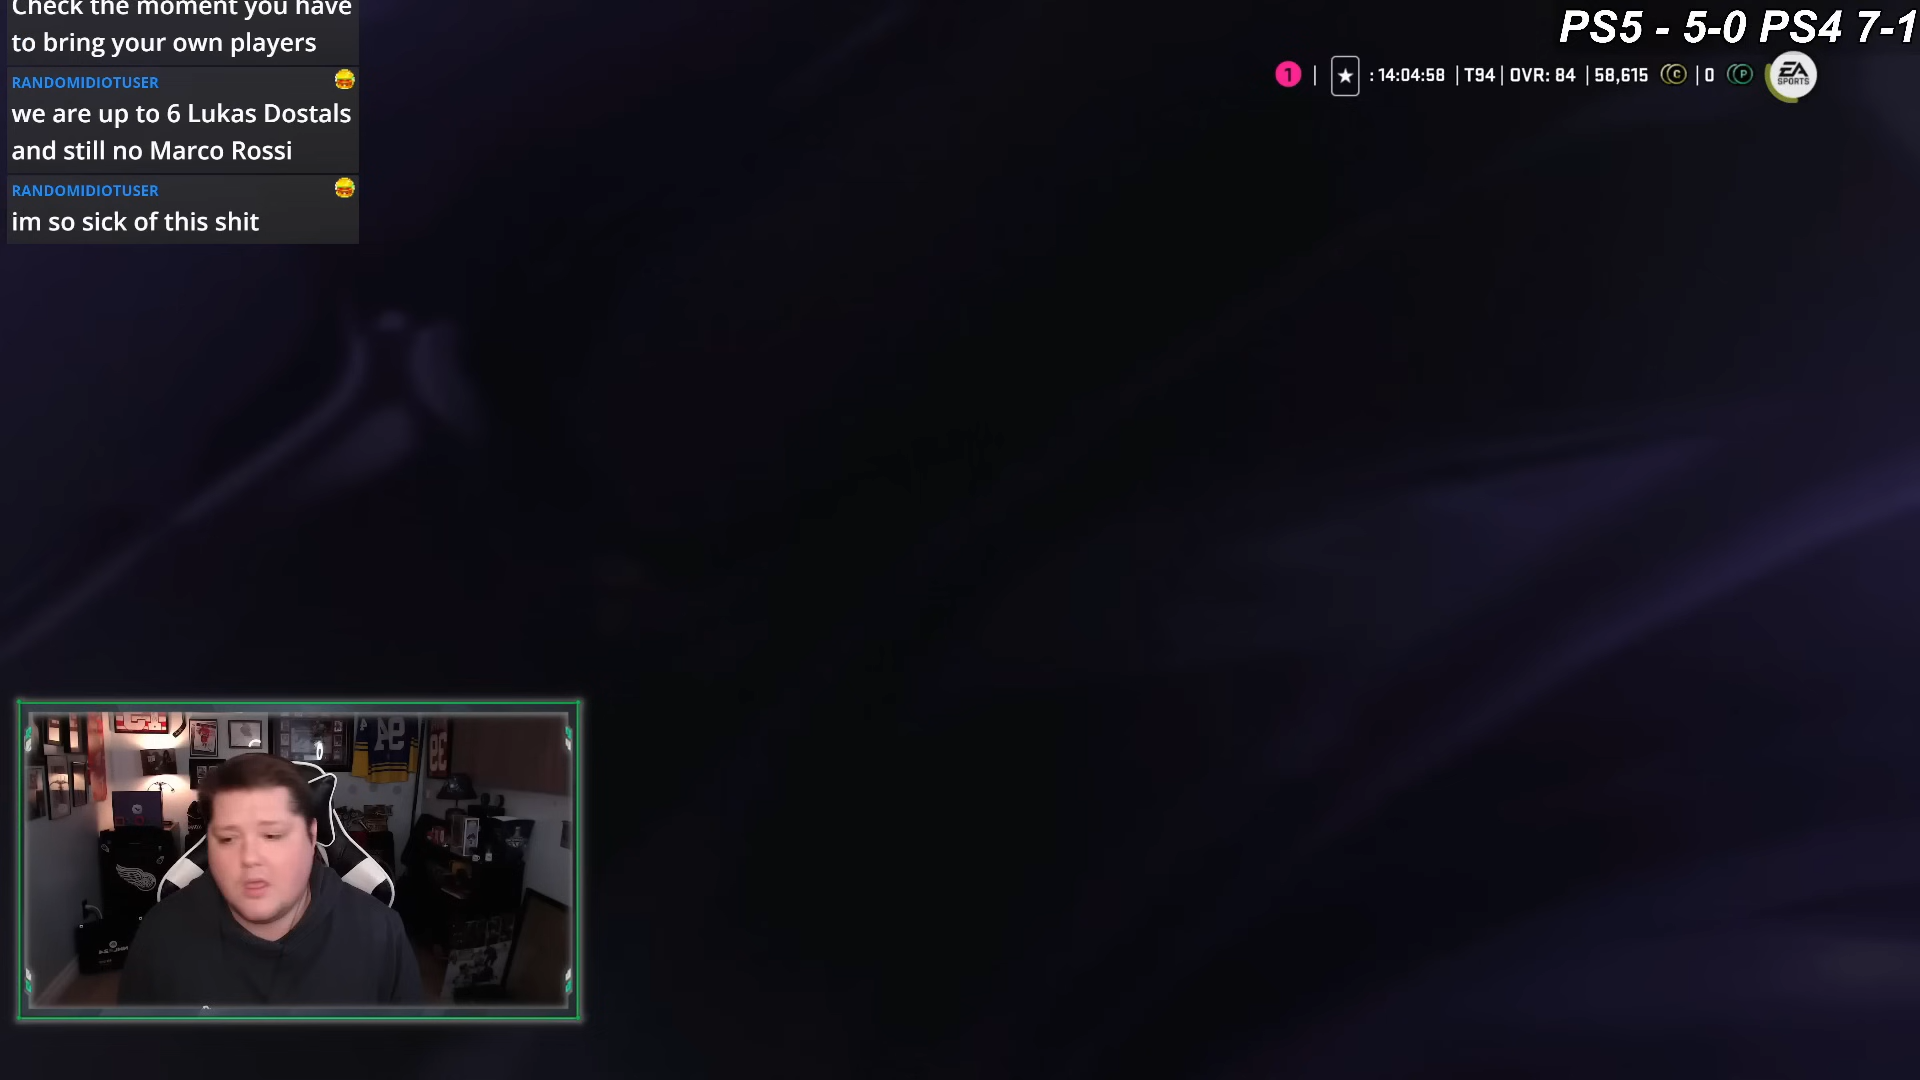 Check the moment you have
to bring your own players
RANDOMIDIOTUSER
we are up to 6 Lukas Dostals
and still no Marco Rossi
RANDOMIDIOTUSER
im so sick of this shit
PS5 - 5-0 PS4 7-1
1 | ★ : 14:04:58 | T94 | OVR: 84 | 58,615 C | 0 P
EA
SPORTS
94